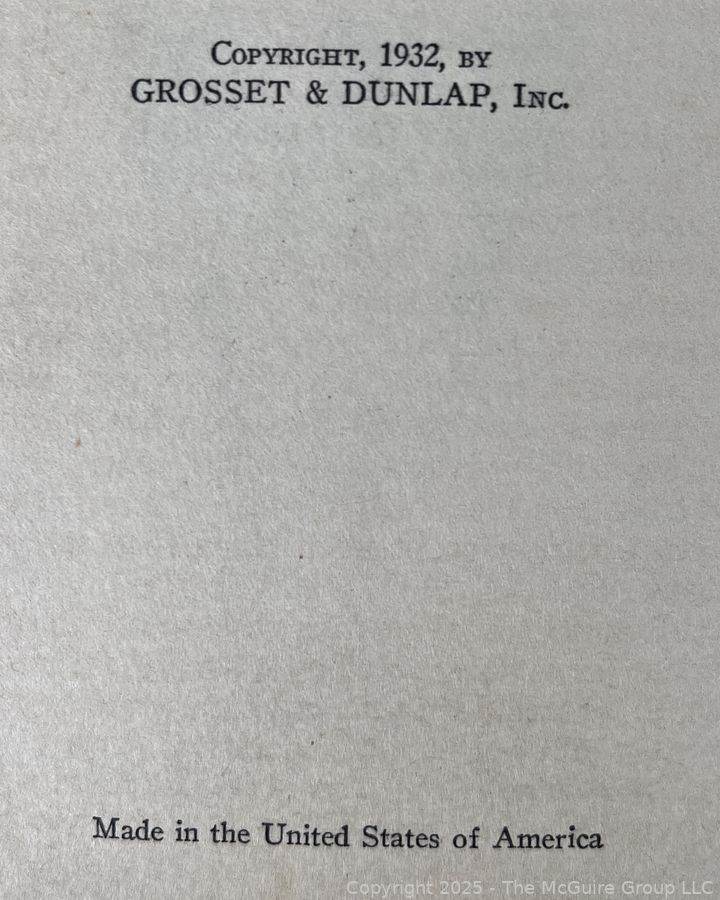 Copyright, 1932, by
GROSSET & DUNLAP, Inc.
Made in the United States of America
Copyright 2025 - The McGuire Group LLC